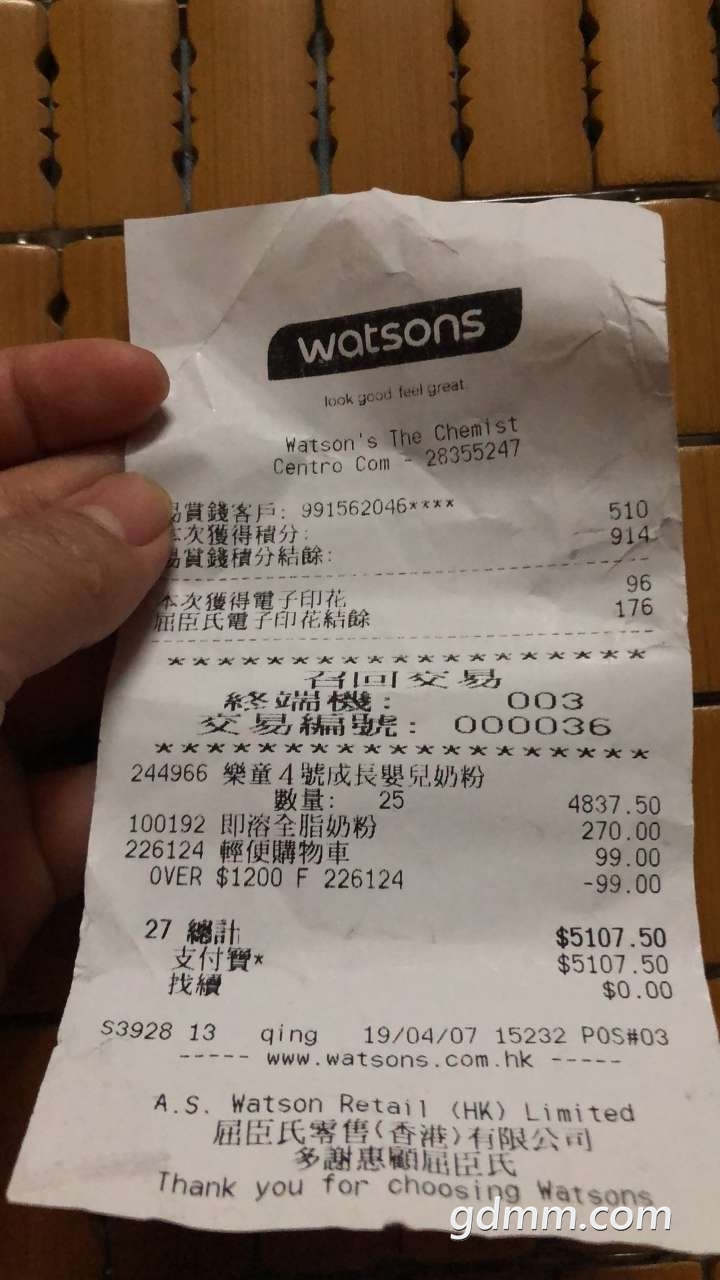 watsons
look good feel great.
Watson's The Chemist
Centro Com - 28355247
易賞錢客戶: 991562046****
本次獲得積分: 510
易賞錢積分結餘: 914
本次獲得電子印花 96
屈臣氏電子印花結餘 176
*******************
召回交易
終端機: 003
交易編號: 000036
*******************
244966 樂童4號成長嬰兒奶粉
數量: 25 4837.50
100192 即溶全脂奶粉 270.00
226124 輕便購物車 99.00
OVER $1200 F 226124 -99.00
27 總計 $5107.50
支付寶* $5107.50
找續 $0.00
S3928 13 qing 19/04/07 15232 POS#03
----- www.watsons.com.hk -----
A.S. Watson Retail (HK) Limited
屈臣氏零售(香港)有限公司
多謝惠顧屈臣氏
Thank you for choosing Watsons
gdmm.com